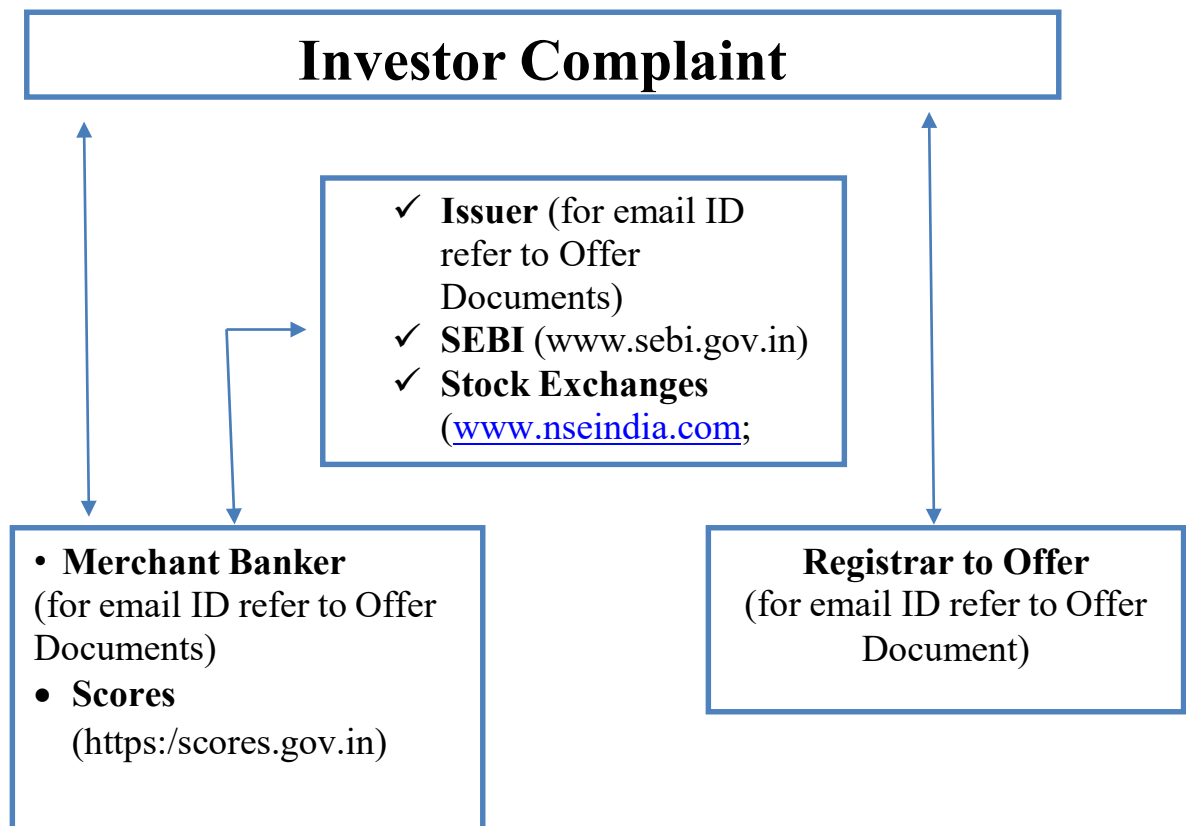 Investor Complaint
✓ Issuer (for email ID
refer to Offer
Documents)
✓ SEBI (www.sebi.gov.in)
✓ Stock Exchanges
(www.nseindia.com;
• Merchant Banker
(for email ID refer to Offer
Documents)
• Scores
(https:/scores.gov.in)
Registrar to Offer
(for email ID refer to Offer
Document)